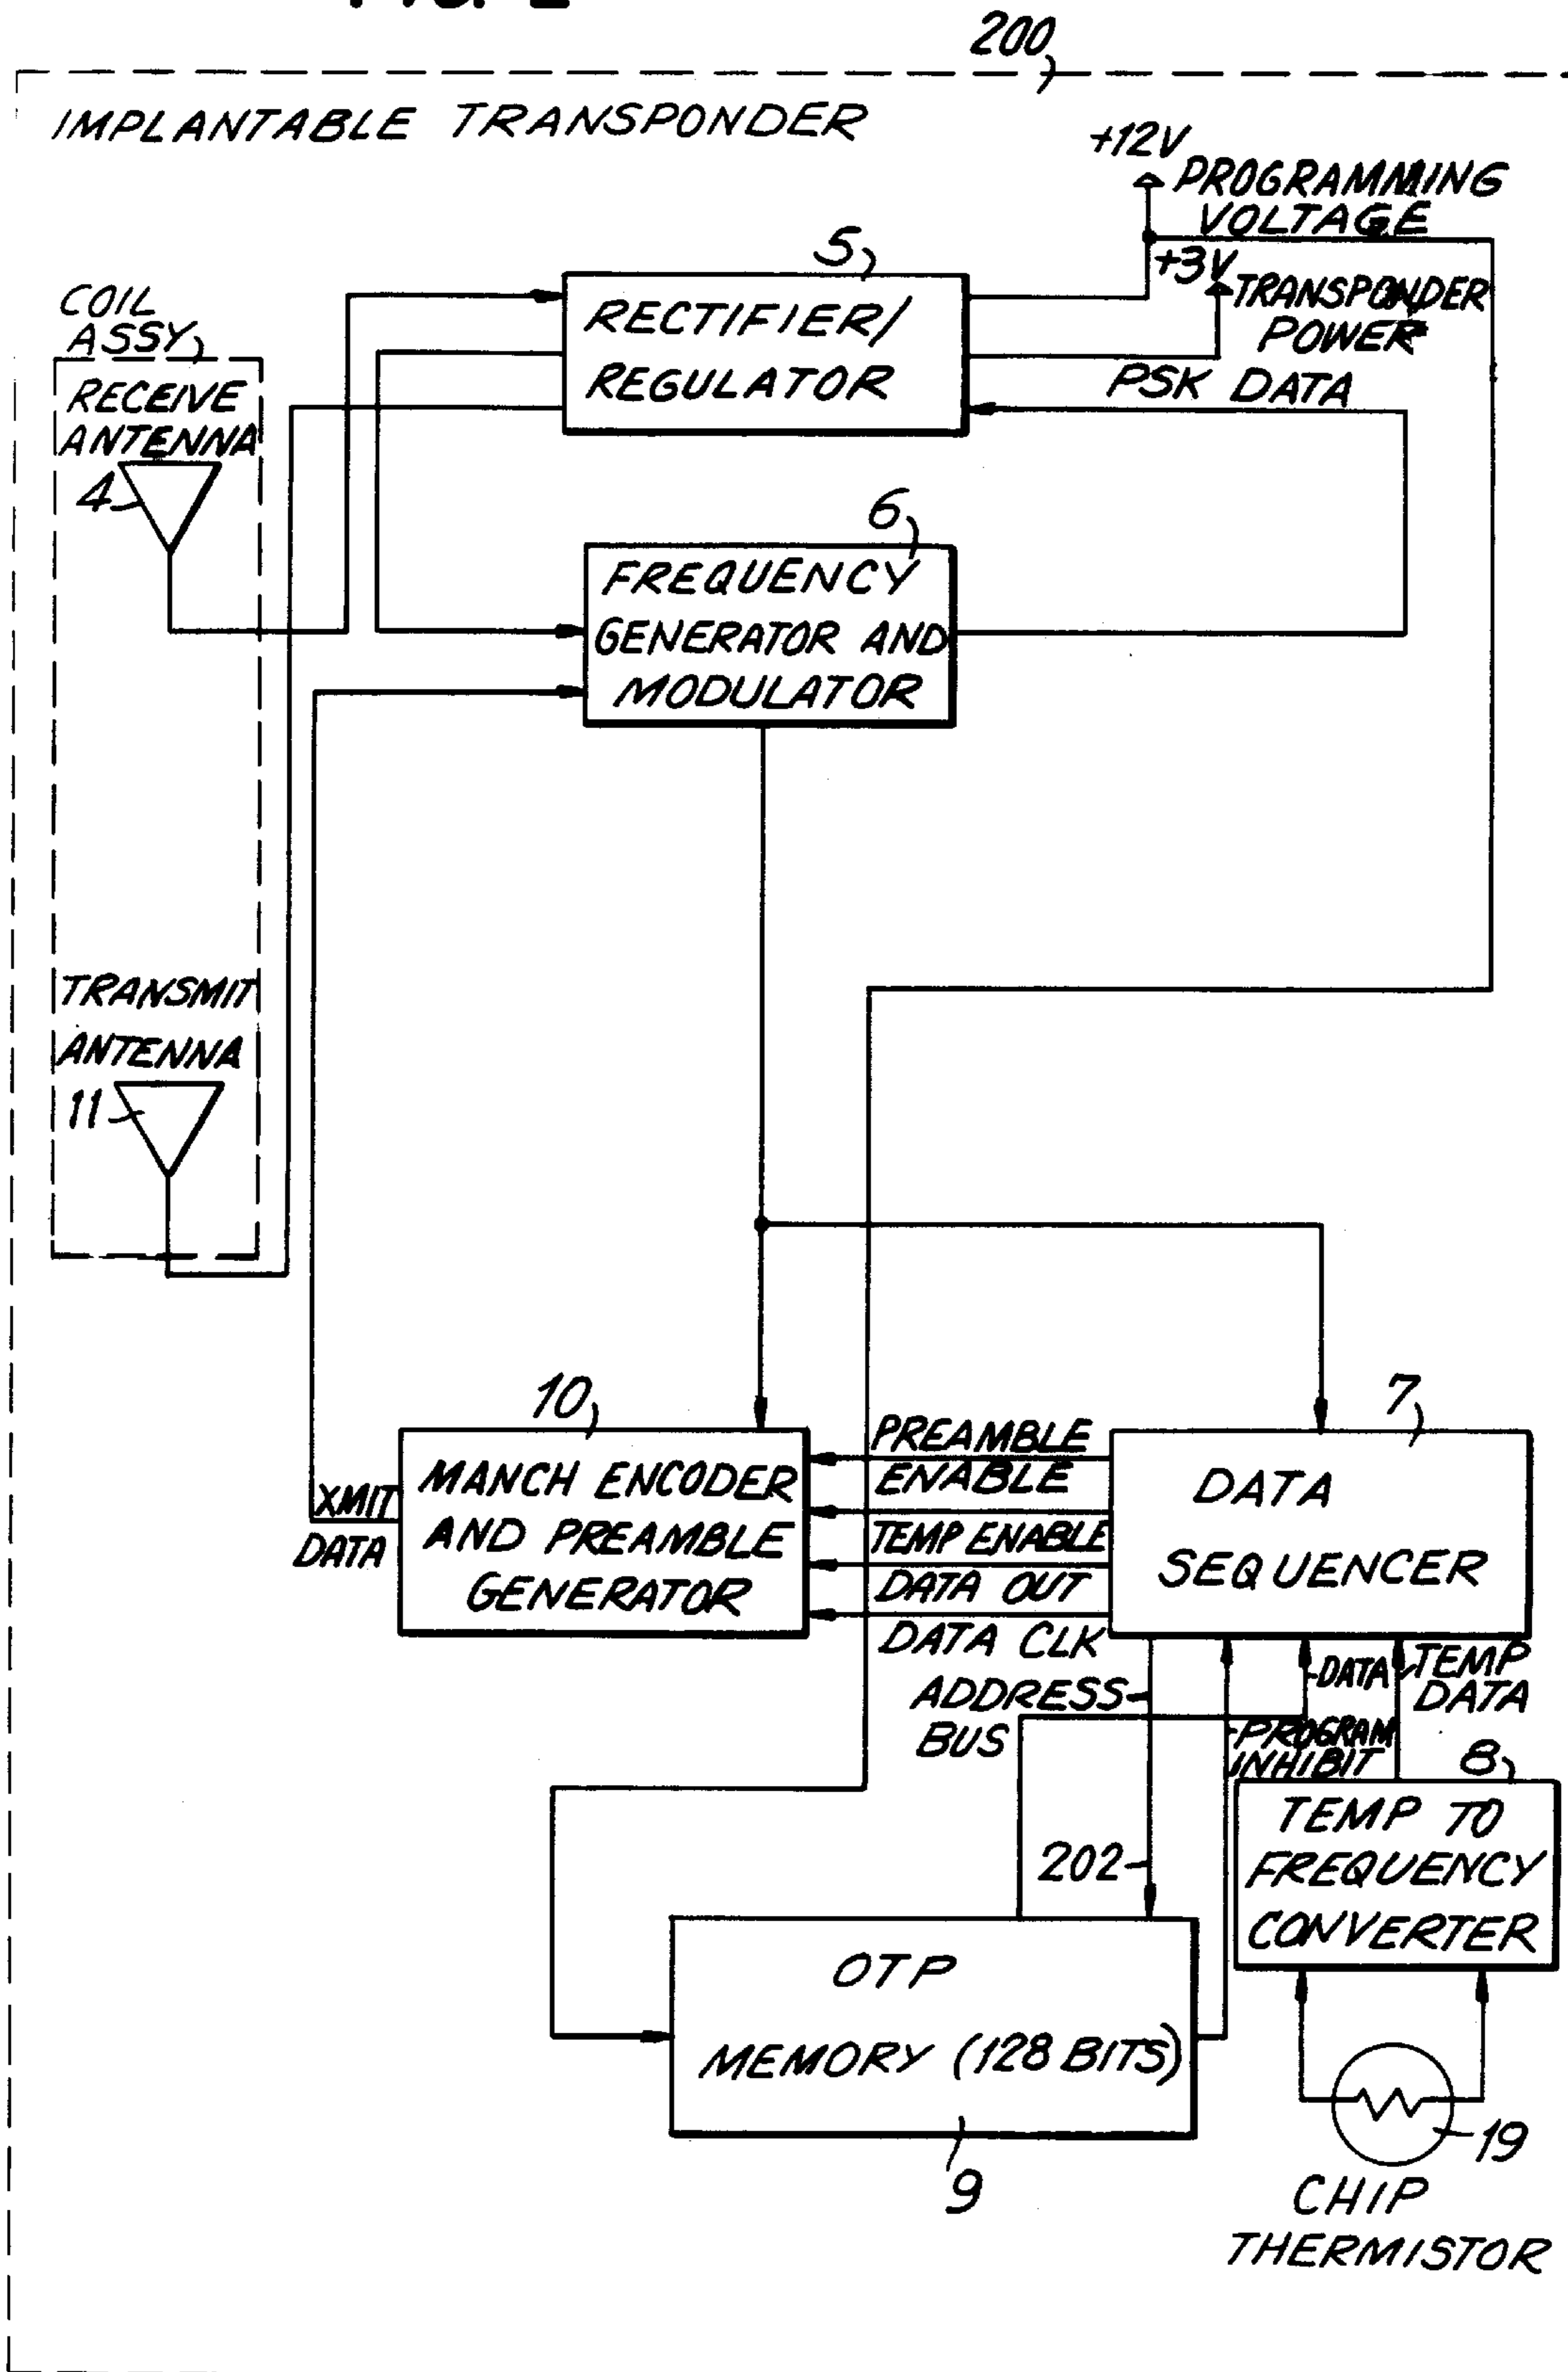 200
IMPLANTABLE TRANSPONDER
+12V
PROGRAMMING
VOLTAGE
+3V
TRANSPONDER
POWER
PSK DATA
5
RECTIFIER/
REGULATOR
COIL
ASSY
RECEIVE
ANTENNA
4
6
FREQUENCY
GENERATOR AND
MODULATOR
TRANSMIT
ANTENNA
11
10
MANCH ENCODER
AND PREAMBLE
GENERATOR
XMIT
DATA
PREAMBLE
ENABLE
TEMP ENABLE
DATA OUT
DATA CLK
7
DATA
SEQUENCER
ADDRESS
BUS
DATA
TEMP
DATA
PROGRAM
INHIBIT
8
TEMP TO
FREQUENCY
CONVERTER
202
OTP
MEMORY (128 BITS)
9
19
CHIP
THERMISTOR